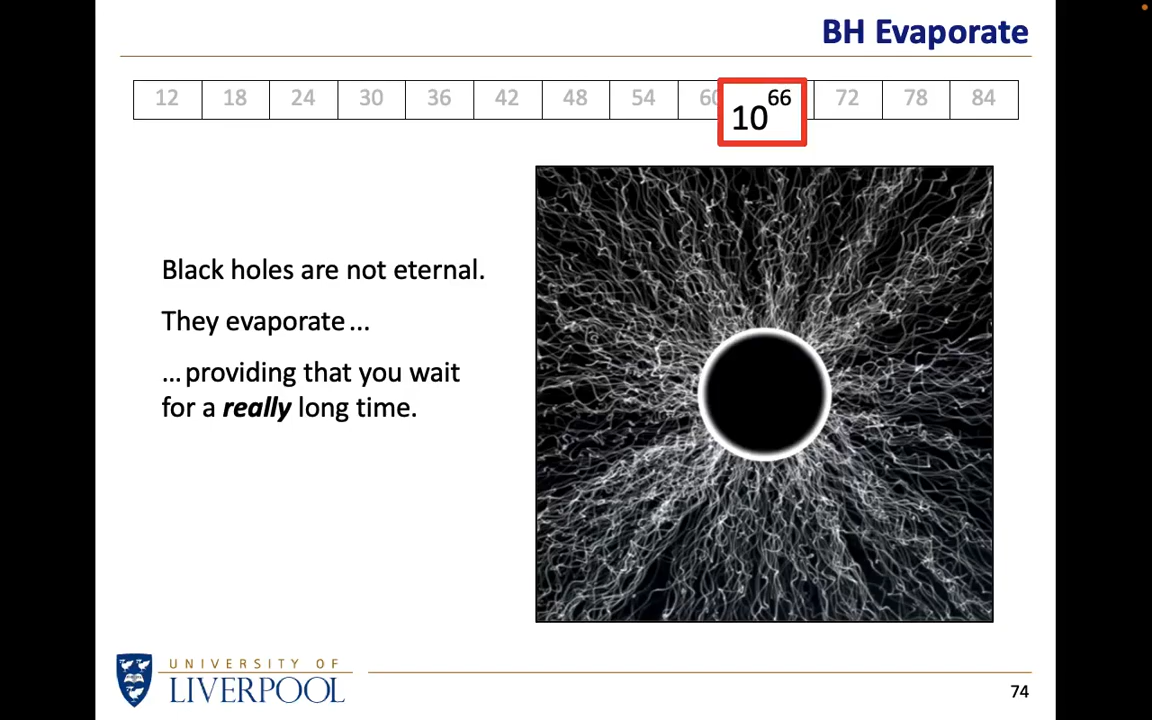 BH Evaporate
12 18 24 30 36 42 48 54 60 10^66 72 78 84
Black holes are not eternal.
They evaporate...
...providing that you wait
for a really long time.
UNIVERSITY OF
LIVERPOOL
74